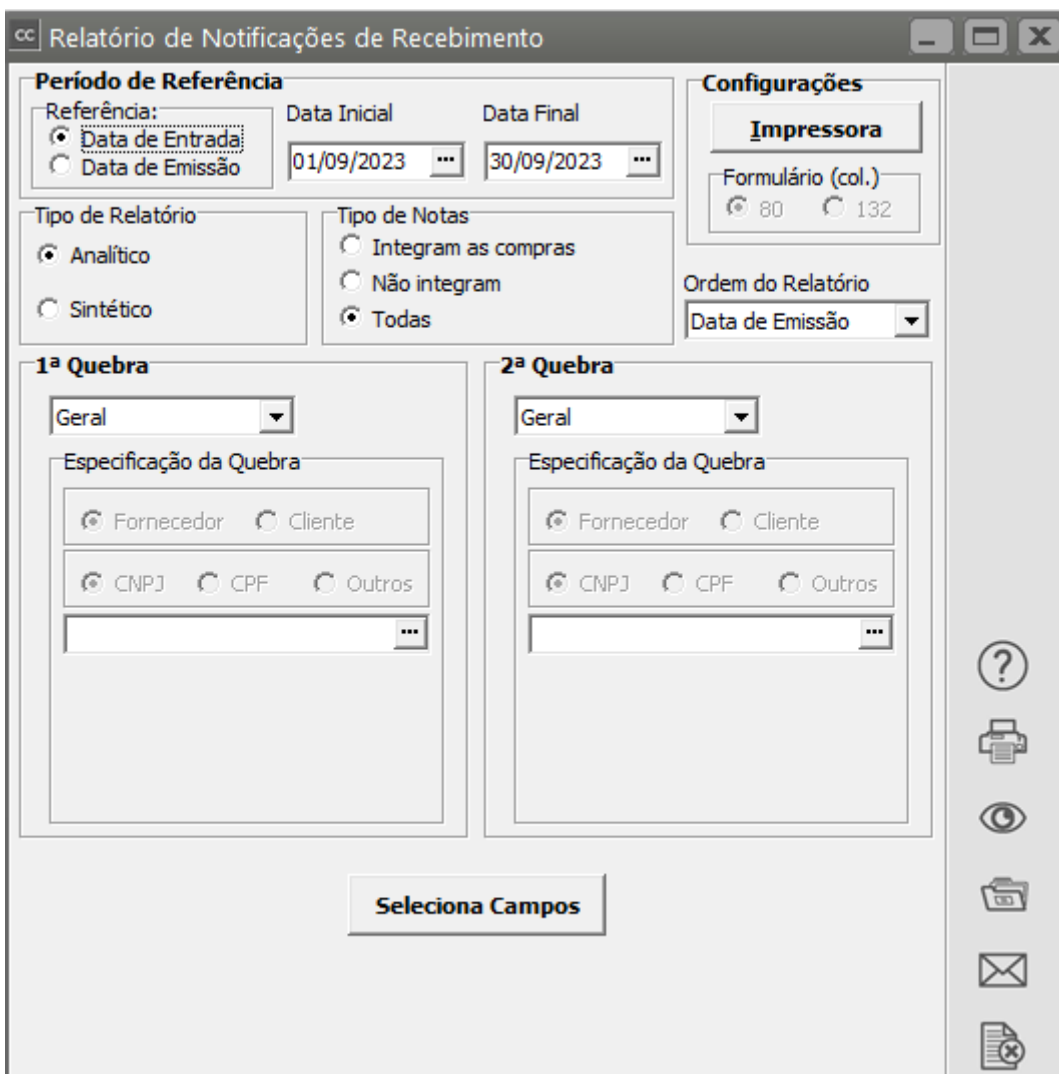 cc Relatório de Notificações de Recebimento
Período de Referência
Referência:
Data de Entrada
Data de Emissão
Data Inicial
01/09/2023 ...
Data Final
30/09/2023 ...
Configurações
Impressora
Formulário (col.)
80 132
Tipo de Relatório
Analítico
Sintético
Tipo de Notas
Integram as compras
Não integram
Todas
Ordem do Relatório
Data de Emissão
1ª Quebra
Geral
Especificação da Quebra
Fornecedor Cliente
CNPJ CPF Outros
...
2ª Quebra
Geral
Especificação da Quebra
Fornecedor Cliente
CNPJ CPF Outros
...
Seleciona Campos